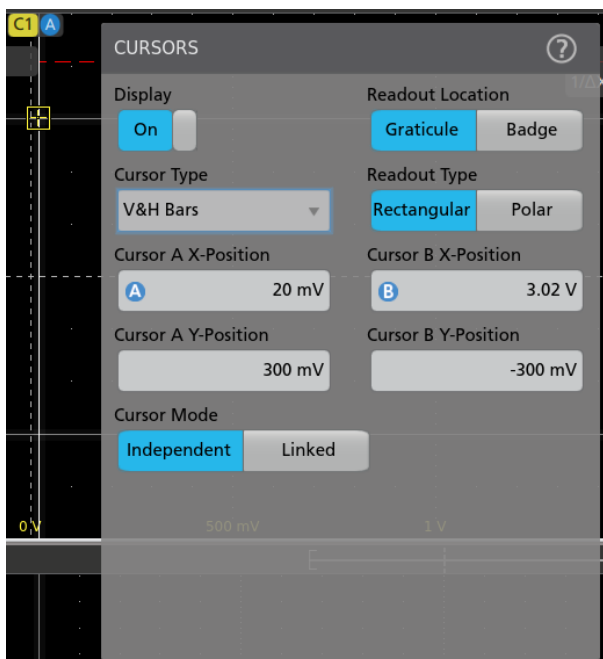 C1 A
CURSORS ?
1/Δ
Display
Readout Location
On
Graticule Badge
Cursor Type
Readout Type
V&H Bars
Rectangular Polar
Cursor A X-Position
Cursor B X-Position
A 20 mV
B 3.02 V
Cursor A Y-Position
Cursor B Y-Position
300 mV
-300 mV
Cursor Mode
Independent Linked
0 V 500 mV 1 V